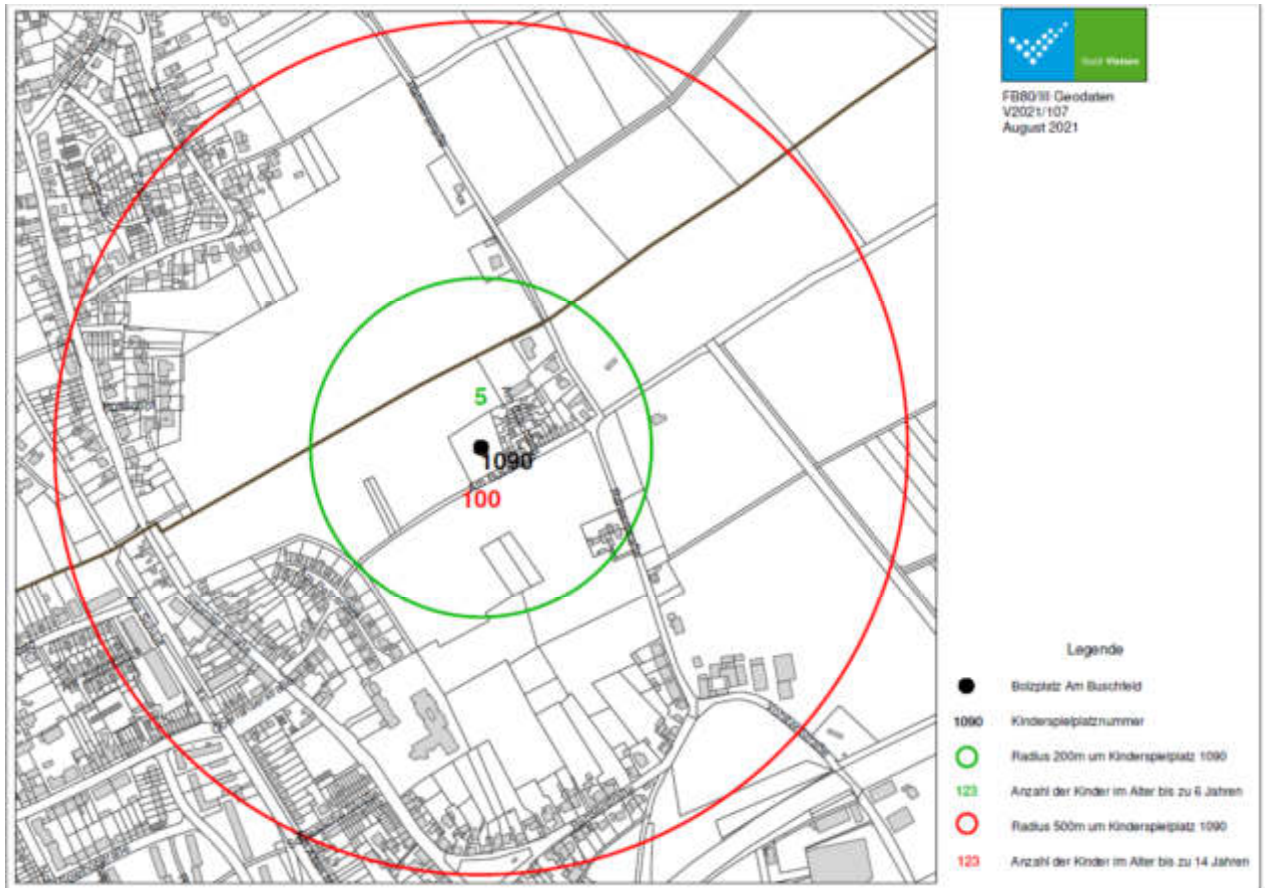 Stadt Viersen
FB80/III Geodaten
V2021/107
August 2021
5
1090
100
Legende
Bolzplatz Am Buschfeld
1090 Kinderspielplatznummer
Radius 200m um Kinderspielplatz 1090
123 Anzahl der Kinder im Alter bis zu 6 Jahren
Radius 500m um Kinderspielplatz 1090
123 Anzahl der Kinder im Alter bis zu 14 Jahren